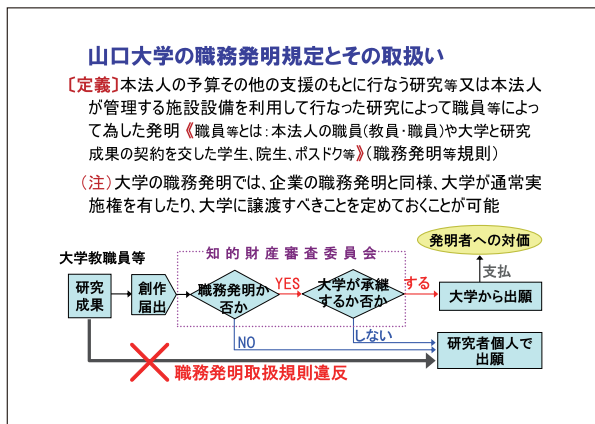 山口大学の職務発明規定とその取扱い
〔定義〕本法人の予算その他の支援のもとに行なう研究等又は本法人
が管理する施設設備を利用して行なった研究によって職員等によっ
て為した発明《職員等とは：本法人の職員（教員・職員）や大学と研究
成果の契約を交した学生、院生、ポスドク等》（職務発明等規則）
（注）大学の職務発明では、企業の職務発明と同様、大学が通常実
施権を有したり、大学に譲渡すべきことを定めておくことが可能
発明者への対価
知的財産審査委員会
大学教職員等
支払
研究
成果
創作
届出
職務発明か
否か
YES
大学が承継
するか否か
する
大学から出願
NO
しない
研究者個人で
出願
職務発明取扱規則違反